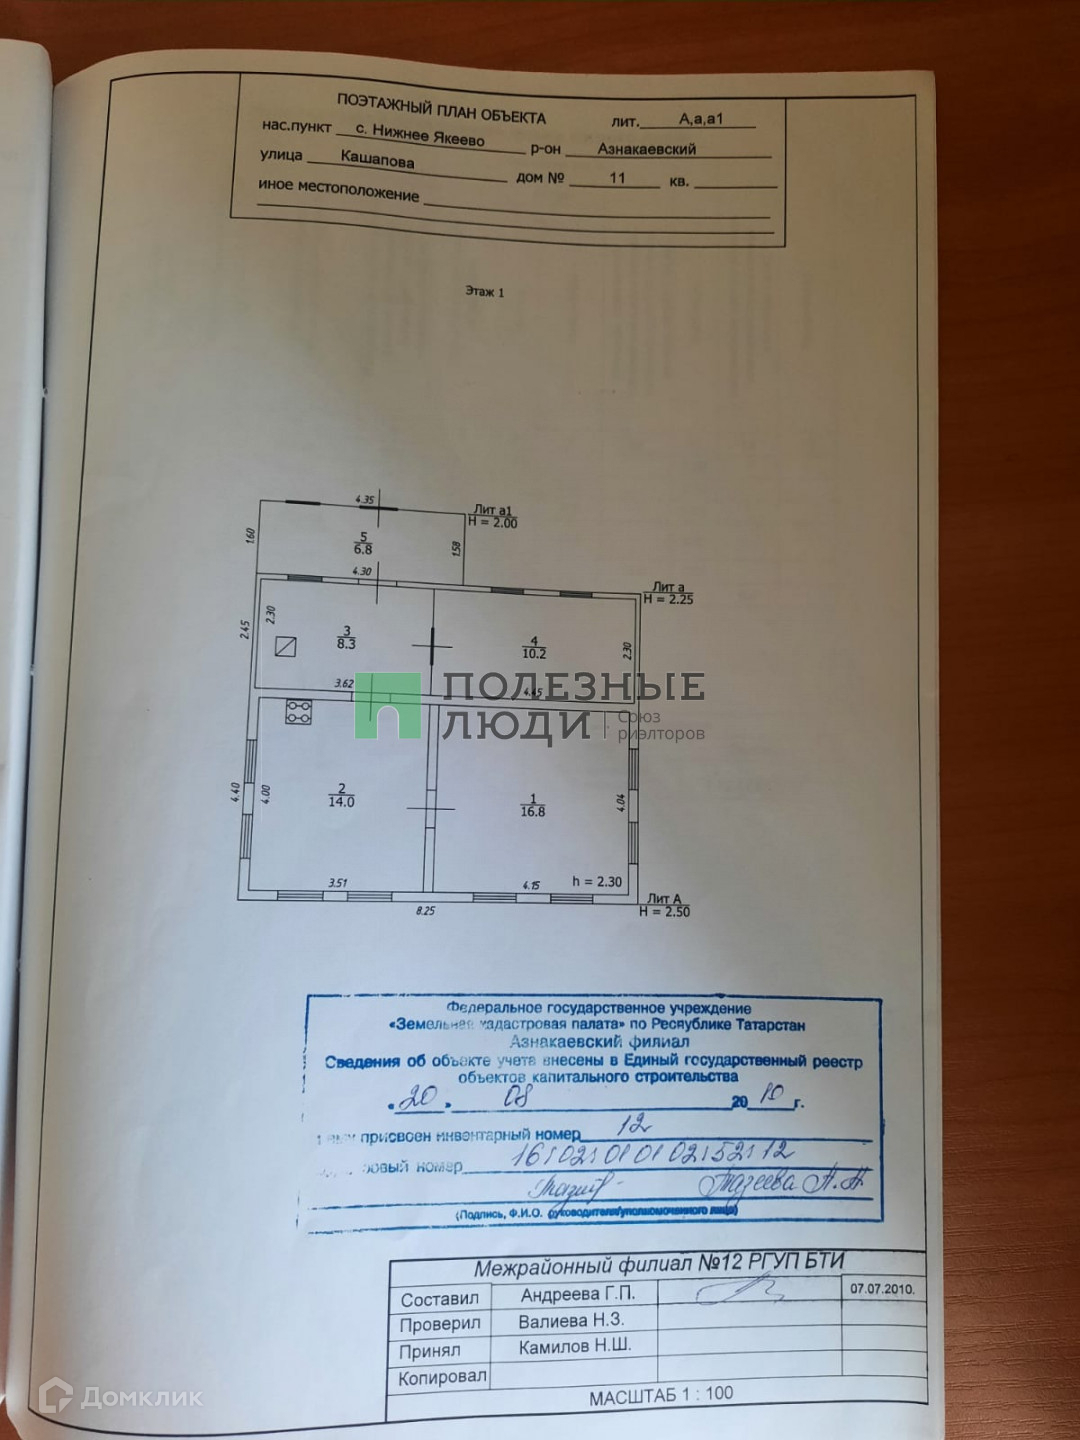 ПОЭТАЖНЫЙ ПЛАН ОБЪЕКТА лит. А,а,а1
нас.пункт с. Нижнее Якеево р-он Азнакаевский
улица Кашапова дом № 11 кв.
иное местоположение
Этаж 1
4.35
Лит а1
H = 2.00
1.60
5
6.8
1.58
4.30
Лит а
H = 2.25
2.45
2.30
3
8.3
4
10.2
2.30
3.62
4.45
ПОЛЕЗНЫЕ
ЛЮДИ
Союз
риэлторов
4.40
4.00
2
14.0
1
16.8
4.04
3.51
4.15
h = 2.30
8.25
Лит А
H = 2.50
Федеральное государственное учреждение
«Земельная кадастровая палата» по Республике Татарстан
Азнакаевский филиал
Сведения об объекте учета внесены в Единый государственный реестр
объектов капитального строительства
«20» 08 2010 г.
присвоен инвентарный номер 12
номер
Тазеева А.А
(Подпись, Ф.И.О. руководителя/уполномоченного лица)
Межрайонный филиал №12 РГУП БТИ
Составил Андреева Г.П. 07.07.2010.
Проверил Валиева Н.З.
Принял Камилов Н.Ш.
Копировал
МАСШТАБ 1 : 100
Домклик